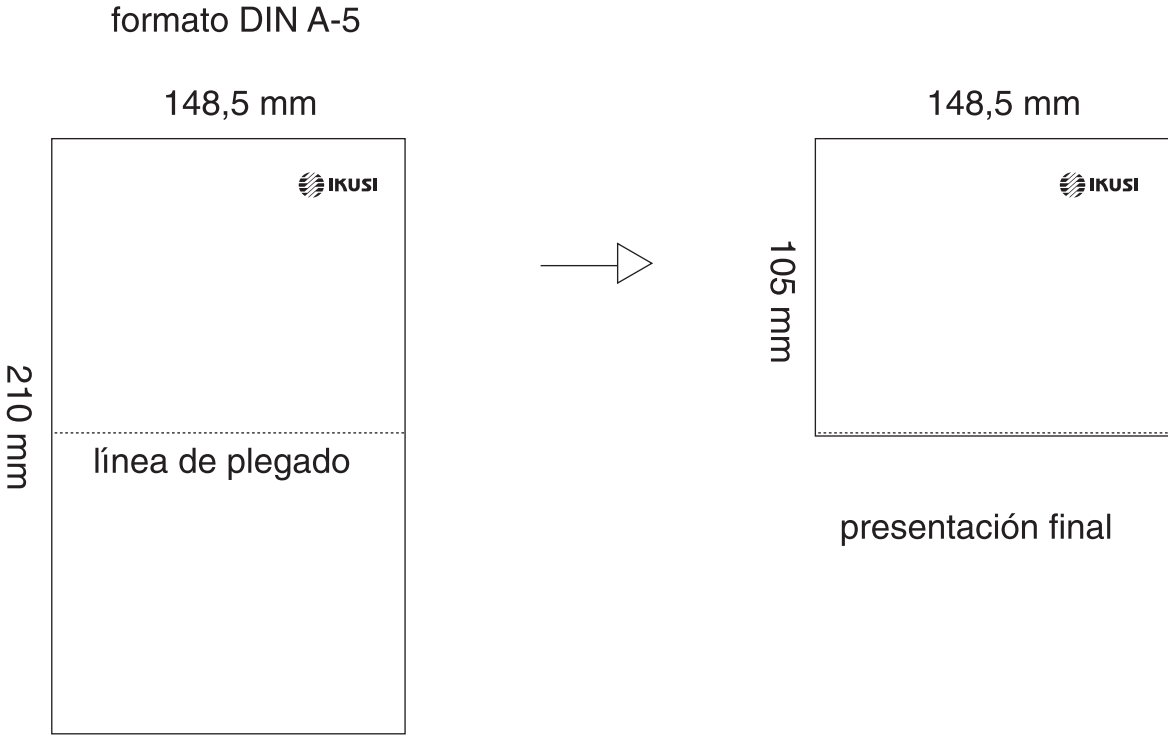 formato DIN A-5
148,5 mm
IKUSI
210 mm
línea de plegado
148,5 mm
IKUSI
105 mm
presentación final